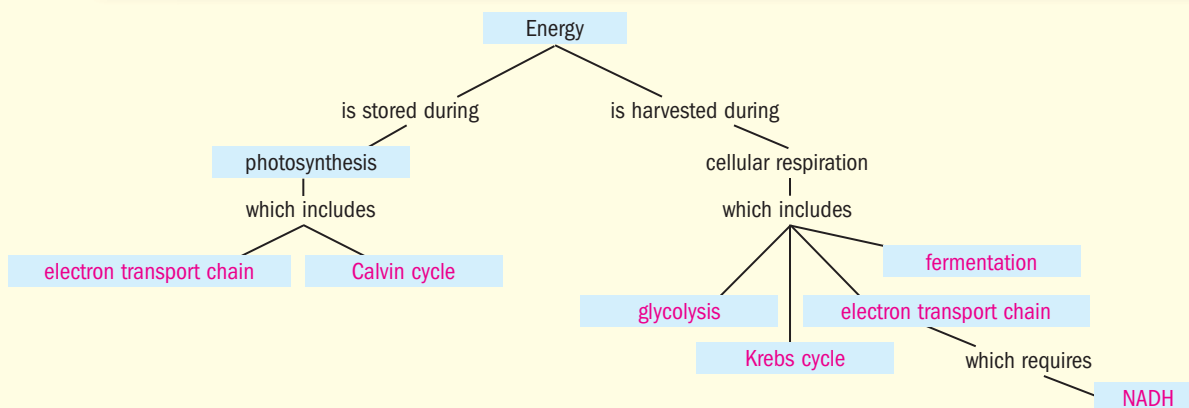 Energy
is stored during
is harvested during
photosynthesis
cellular respiration
which includes
which includes
electron transport chain
Calvin cycle
fermentation
glycolysis
electron transport chain
Krebs cycle
which requires
NADH